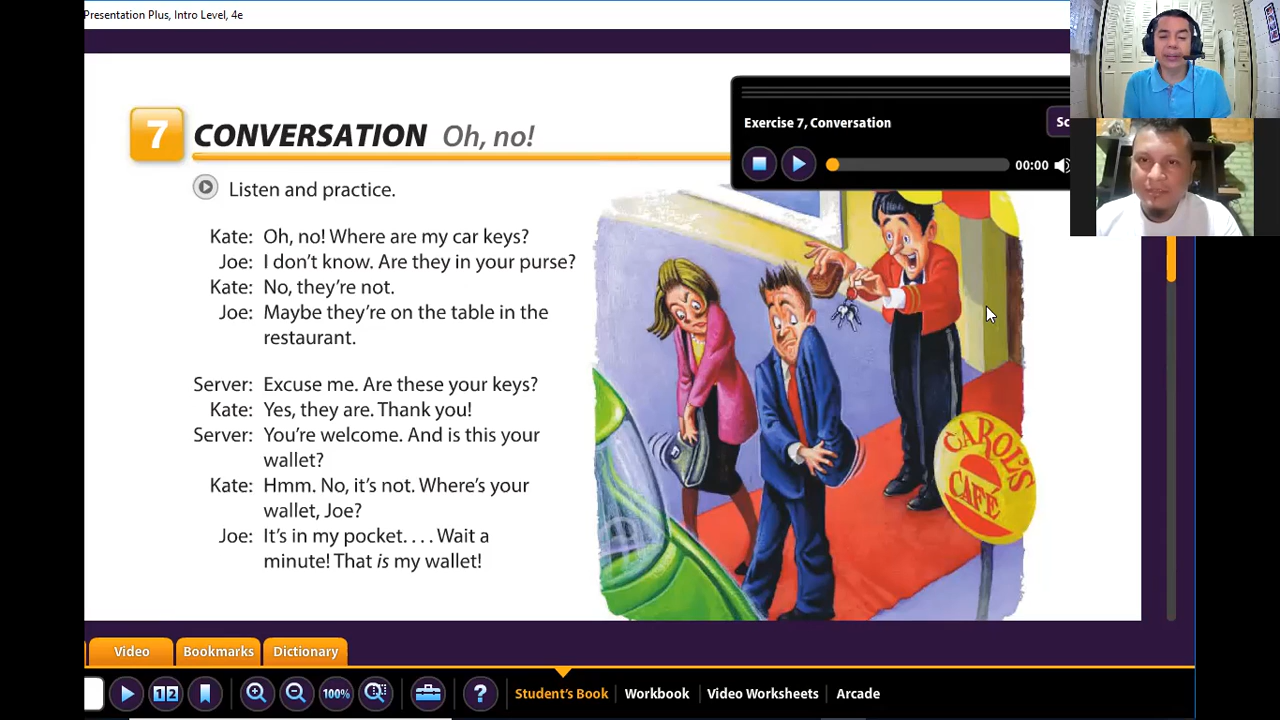 Presentation Plus, Intro Level, 4e
7 CONVERSATION Oh, no!
Exercise 7, Conversation
00:00
Listen and practice.
Kate: Oh, no! Where are my car keys?
Joe: I don't know. Are they in your purse?
Kate: No, they're not.
Joe: Maybe they're on the table in the
restaurant.
Server: Excuse me. Are these your keys?
Kate: Yes, they are. Thank you!
Server: You're welcome. And is this your
wallet?
Kate: Hmm. No, it's not. Where's your
wallet, Joe?
Joe: It's in my pocket. . . . Wait a
minute! That is my wallet!
CAROL'S
CAFÉ
Video Bookmarks Dictionary
12 100% ? Student's Book Workbook Video Worksheets Arcade